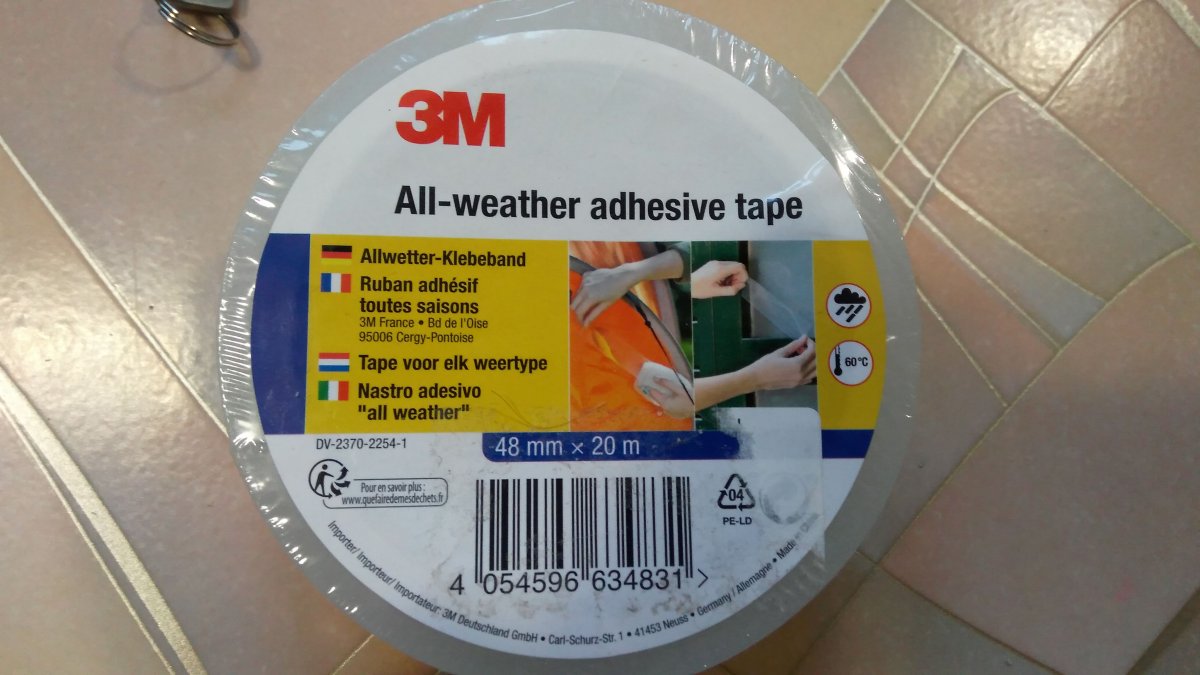 3M
All-weather adhesive tape
Allwetter-Klebeband
Ruban adhésif
toutes saisons
3M France • Bd de l'Oise
95006 Cergy-Pontoise
Tape voor elk weertype
Nastro adesivo
"all weather"
60°C
DV-2370-2254-1
48 mm × 20 m
Pour en savoir plus :
www.quefairedemesdechets.fr
04
PE-LD
4 054596 634831 >
Importer/ Importeur/ Importateur: 3M Deutschland GmbH • Carl-Schurz-Str. 1 • 41453 Neuss • Germany / Allemagne • Made